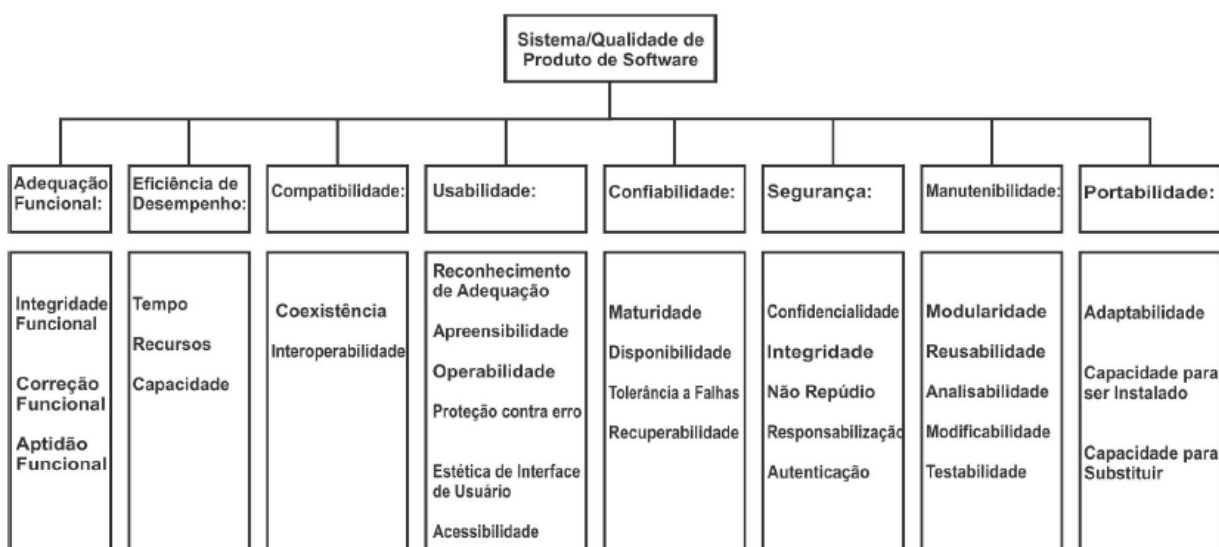 Sistema/Qualidade de
Produto de Software
Adequação
Funcional:
Eficiência de
Desempenho:
Compatibilidade:
Usabilidade:
Confiabilidade:
Segurança:
Manutenibilidade:
Portabilidade:
Integridade
Funcional
Correção
Funcional
Aptidão
Funcional
Tempo
Recursos
Capacidade
Coexistência
Interoperabilidade
Reconhecimento
de Adequação
Apreensibilidade
Operabilidade
Proteção contra erro
Estética de Interface
de Usuário
Acessibilidade
Maturidade
Disponibilidade
Tolerância a Falhas
Recuperabilidade
Confidencialidade
Integridade
Não Repúdio
Responsabilização
Autenticação
Modularidade
Reusabilidade
Analisabilidade
Modificabilidade
Testabilidade
Adaptabilidade
Capacidade para
ser Instalado
Capacidade para
Substituir